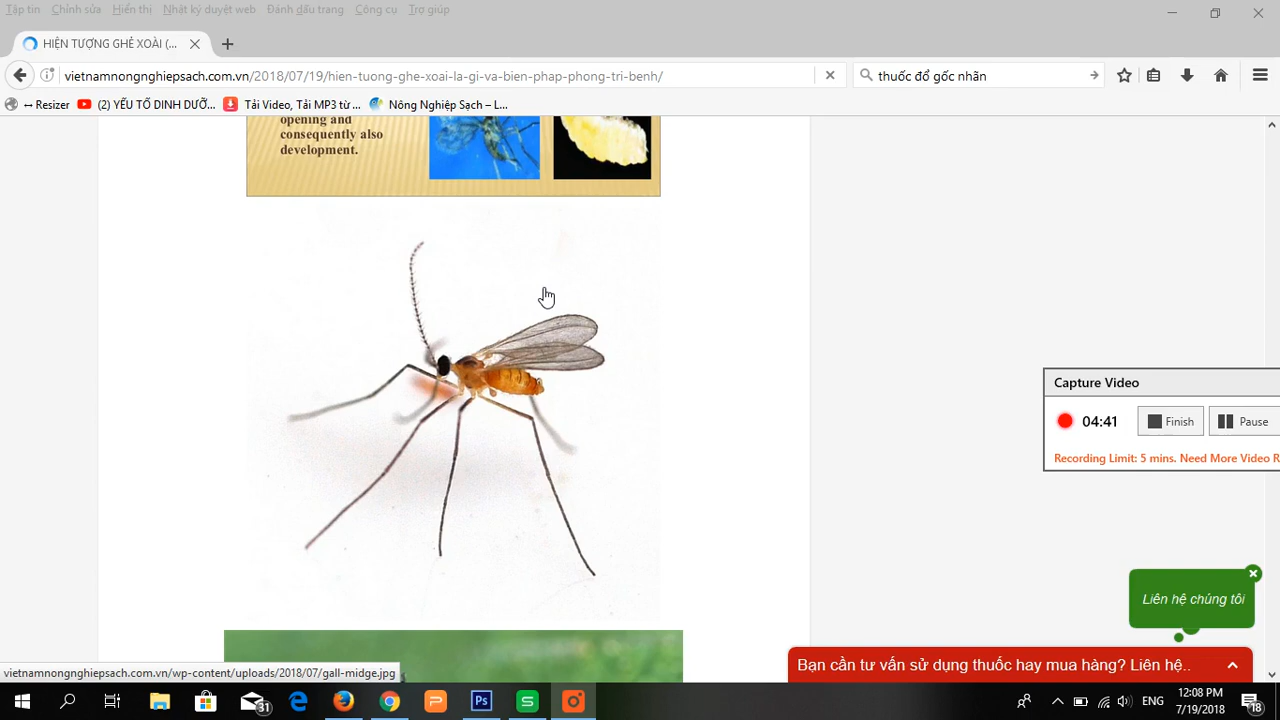 Tập tin Chỉnh sửa Hiển thị Nhật ký duyệt web Đánh dấu trang Công cụ Trợ giúp
HIỆN TƯỢNG GHẺ XOÀI (...
vietnamnongnghiepsach.com.vn/2018/07/19/hien-tuong-ghe-xoai-la-gi-va-bien-phap-phong-tri-benh/
thuốc đổ gốc nhãn
Resizer
(2) YẾU TỐ DINH DƯỠ...
Tải Video, Tải MP3 từ ...
Nông Nghiệp Sạch – L...
opening and
consequently also
development.
Capture Video
04:41
Finish
Pause
Recording Limit: 5 mins. Need More Video R
Liên hệ chúng tôi
Bạn cần tư vấn sử dụng thuốc hay mua hàng? Liên hệ..
vietnamnongnghiepsach.com.vn/wp-content/uploads/2018/07/gall-midge.jpg
31
ENG
12:08 PM
7/19/2018
18